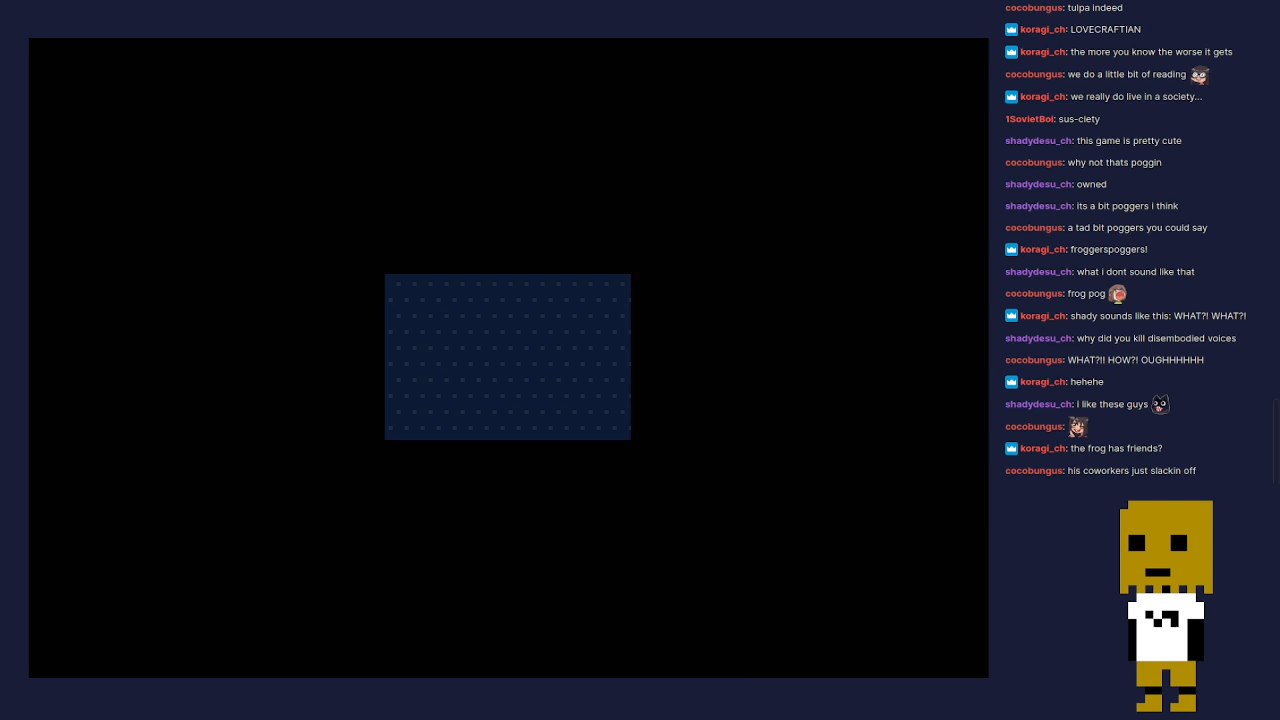 cocobungus: tulpa indeed
koragi_ch: LOVECRAFTIAN
koragi_ch: the more you know the worse it gets
cocobungus: we do a little bit of reading
koragi_ch: we really do live in a society...
1SovietBoi: sus-ciety
shadydesu_ch: this game is pretty cute
cocobungus: why not thats poggin
shadydesu_ch: owned
shadydesu_ch: its a bit poggers i think
cocobungus: a tad bit poggers you could say
koragi_ch: froggerspoggers!
shadydesu_ch: what i dont sound like that
cocobungus: frog pog
koragi_ch: shady sounds like this: WHAT?! WHAT?!
shadydesu_ch: why did you kill disembodied voices
cocobungus: WHAT?!! HOW?! OUGHHHHHH
koragi_ch: hehehe
shadydesu_ch: i like these guys
cocobungus:
koragi_ch: the frog has friends?
cocobungus: his coworkers just slackin off